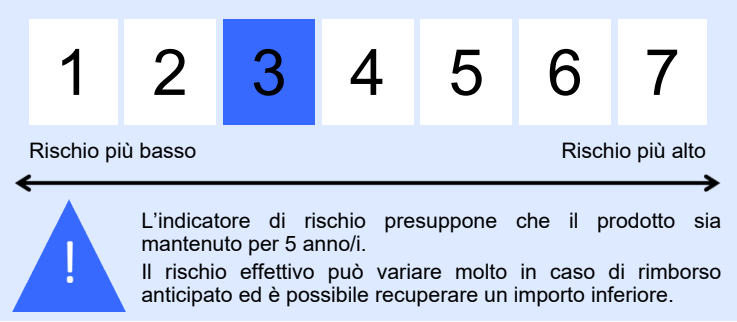 1 2 3 4 5 6 7
Rischio più basso Rischio più alto
!
L'indicatore di rischio presuppone che il prodotto sia
mantenuto per 5 anno/i.
Il rischio effettivo può variare molto in caso di rimborso
anticipato ed è possibile recuperare un importo inferiore.